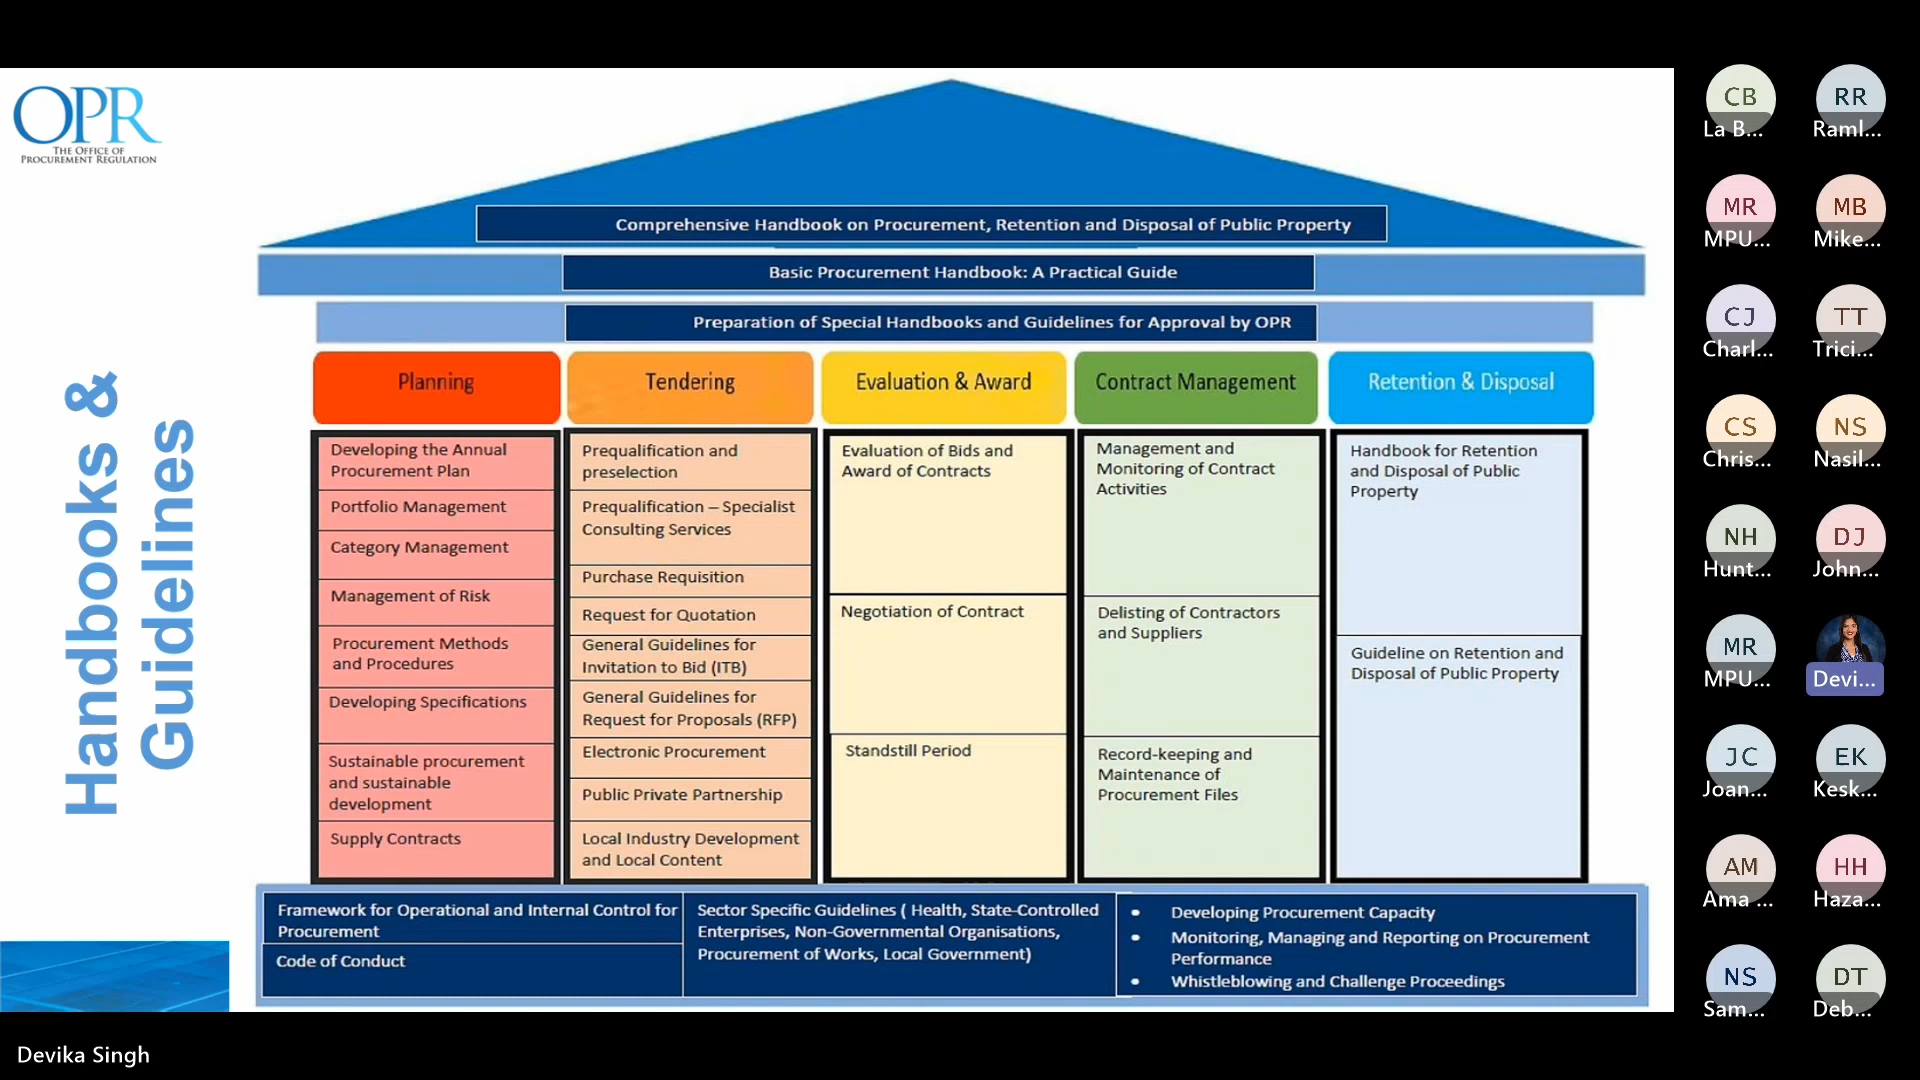 OPR
THE OFFICE OF
PROCUREMENT REGULATION
Handbooks &
Guidelines
Comprehensive Handbook on Procurement, Retention and Disposal of Public Property
Basic Procurement Handbook: A Practical Guide
Preparation of Special Handbooks and Guidelines for Approval by OPR
Planning
Developing the Annual
Procurement Plan
Portfolio Management
Category Management
Management of Risk
Procurement Methods
and Procedures
Developing Specifications
Sustainable procurement
and sustainable
development
Supply Contracts
Tendering
Prequalification and
preselection
Prequalification – Specialist
Consulting Services
Purchase Requisition
Request for Quotation
General Guidelines for
Invitation to Bid (ITB)
General Guidelines for
Request for Proposals (RFP)
Electronic Procurement
Public Private Partnership
Local Industry Development
and Local Content
Evaluation & Award
Evaluation of Bids and
Award of Contracts
Negotiation of Contract
Standstill Period
Contract Management
Management and
Monitoring of Contract
Activities
Delisting of Contractors
and Suppliers
Record-keeping and
Maintenance of
Procurement Files
Retention & Disposal
Handbook for Retention
and Disposal of Public
Property
Guideline on Retention and
Disposal of Public Property
Framework for Operational and Internal Control for
Procurement
Code of Conduct
Sector Specific Guidelines ( Health, State-Controlled
Enterprises, Non-Governmental Organisations,
Procurement of Works, Local Government)
• Developing Procurement Capacity
• Monitoring, Managing and Reporting on Procurement
Performance
• Whistleblowing and Challenge Proceedings
CB
La B...
RR
Raml...
MR
MPU...
MB
Mike...
CJ
Charl...
TT
Trici...
CS
Chris...
NS
Nasil...
NH
Hunt...
DJ
John...
MR
MPU...
Devi...
JC
Joan...
EK
Kesk...
AM
Ama ...
HH
Haza...
NS
Sam...
DT
Deb...
Devika Singh